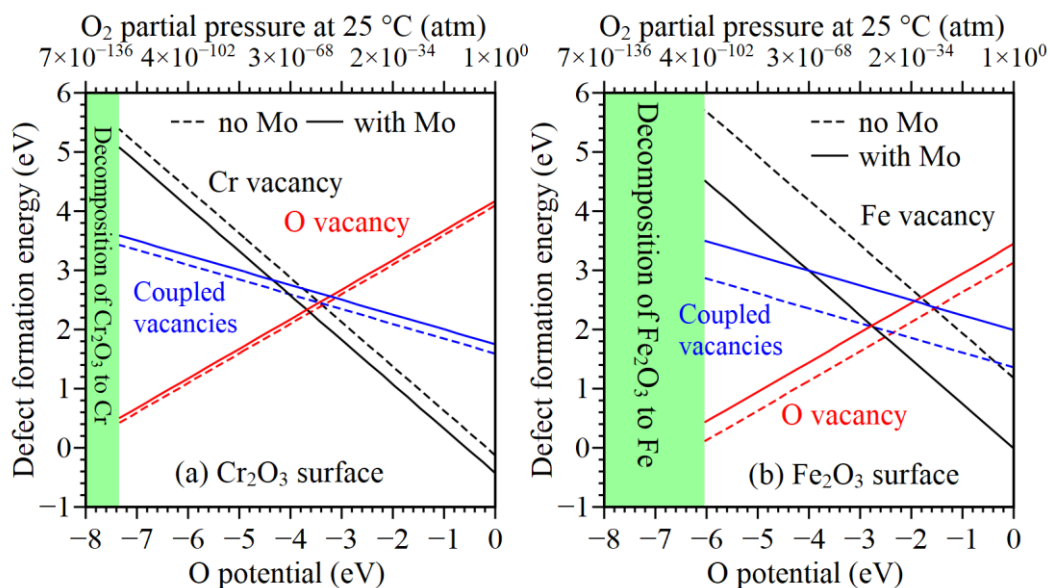 O₂ partial pressure at 25 °C (atm)
7×10⁻¹³⁶ 4×10⁻¹⁰² 3×10⁻⁶⁸ 2×10⁻³⁴ 1×10⁰
Defect formation energy (eV)
6
5
4
3
2
1
0
−1
Decomposition of Cr₂O₃ to Cr
no Mo with Mo
Cr vacancy
O vacancy
Coupled
vacancies
(a) Cr₂O₃ surface
−8 −7 −6 −5 −4 −3 −2 −1 0
O potential (eV)
O₂ partial pressure at 25 °C (atm)
7×10⁻¹³⁶ 4×10⁻¹⁰² 3×10⁻⁶⁸ 2×10⁻³⁴ 1×10⁰
Defect formation energy (eV)
6
5
4
3
2
1
0
−1
Decomposition of Fe₂O₃ to Fe
no Mo
with Mo
Fe vacancy
Coupled
vacancies
O vacancy
(b) Fe₂O₃ surface
−8 −7 −6 −5 −4 −3 −2 −1 0
O potential (eV)